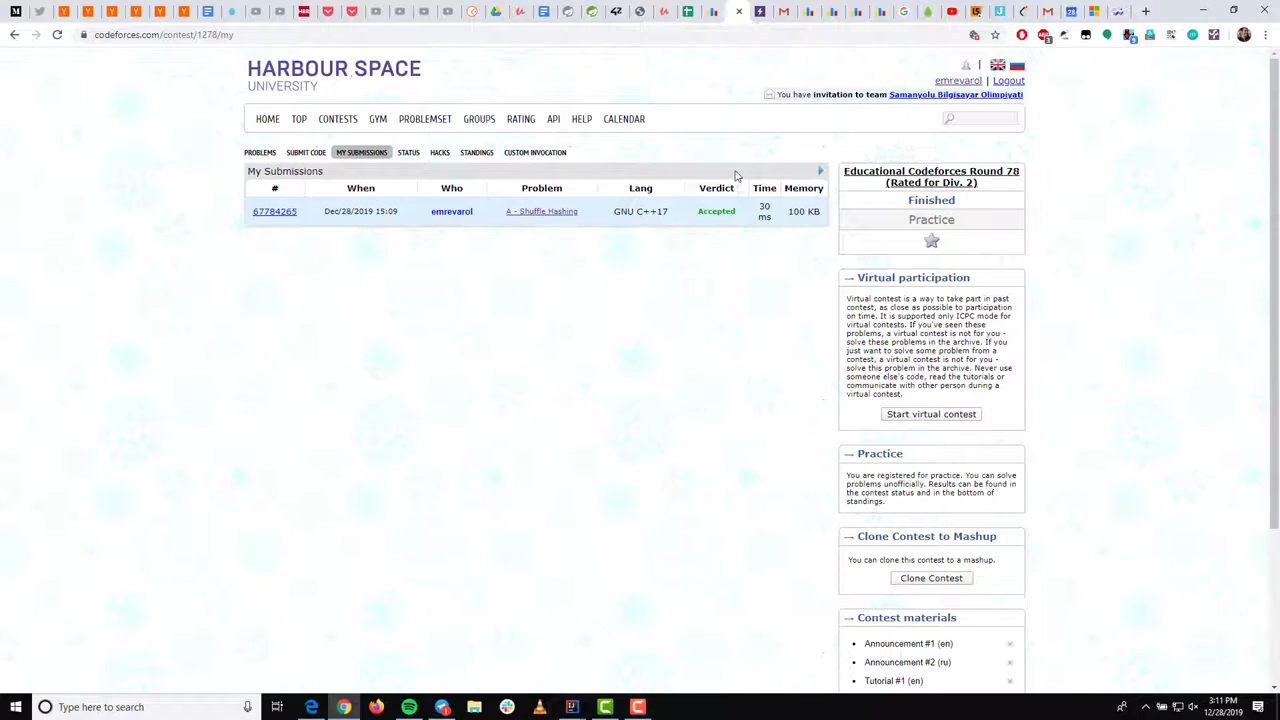 codeforces.com/contest/1278/my
HARBOUR.SPACE
UNIVERSITY
emrevarol | Logout
You have invitation to team Samanyolu Bilgisayar Olimpiyati
HOME TOP CONTESTS GYM PROBLEMSET GROUPS RATING API HELP CALENDAR
PROBLEMS SUBMIT CODE MY SUBMISSIONS STATUS HACKS STANDINGS CUSTOM INVOCATION
My Submissions
# When Who Problem Lang Verdict Time Memory
67784265 Dec/28/2019 15:09 emrevarol A - Shuffle Hashing GNU C++17 Accepted 30 ms 100 KB
Educational Codeforces Round 78
(Rated for Div. 2)
Finished
Practice
→ Virtual participation
Virtual contest is a way to take part in past
contest, as close as possible to participation
on time. It is supported only ICPC mode for
virtual contests. If you've seen these
problems, a virtual contest is not for you -
solve these problems in the archive. If you
just want to solve some problem from a
contest, a virtual contest is not for you -
solve this problem in the archive. Never use
someone else's code, read the tutorials or
communicate with other person during a
virtual contest.
Start virtual contest
→ Practice
You are registered for practice. You can solve
problems unofficially. Results can be found in
the contest status and in the bottom of
standings.
→ Clone Contest to Mashup
You can clone this contest to a mashup.
Clone Contest
→ Contest materials
• Announcement #1 (en)
• Announcement #2 (ru)
• Tutorial #1 (en)
Type here to search
3:11 PM
12/28/2019